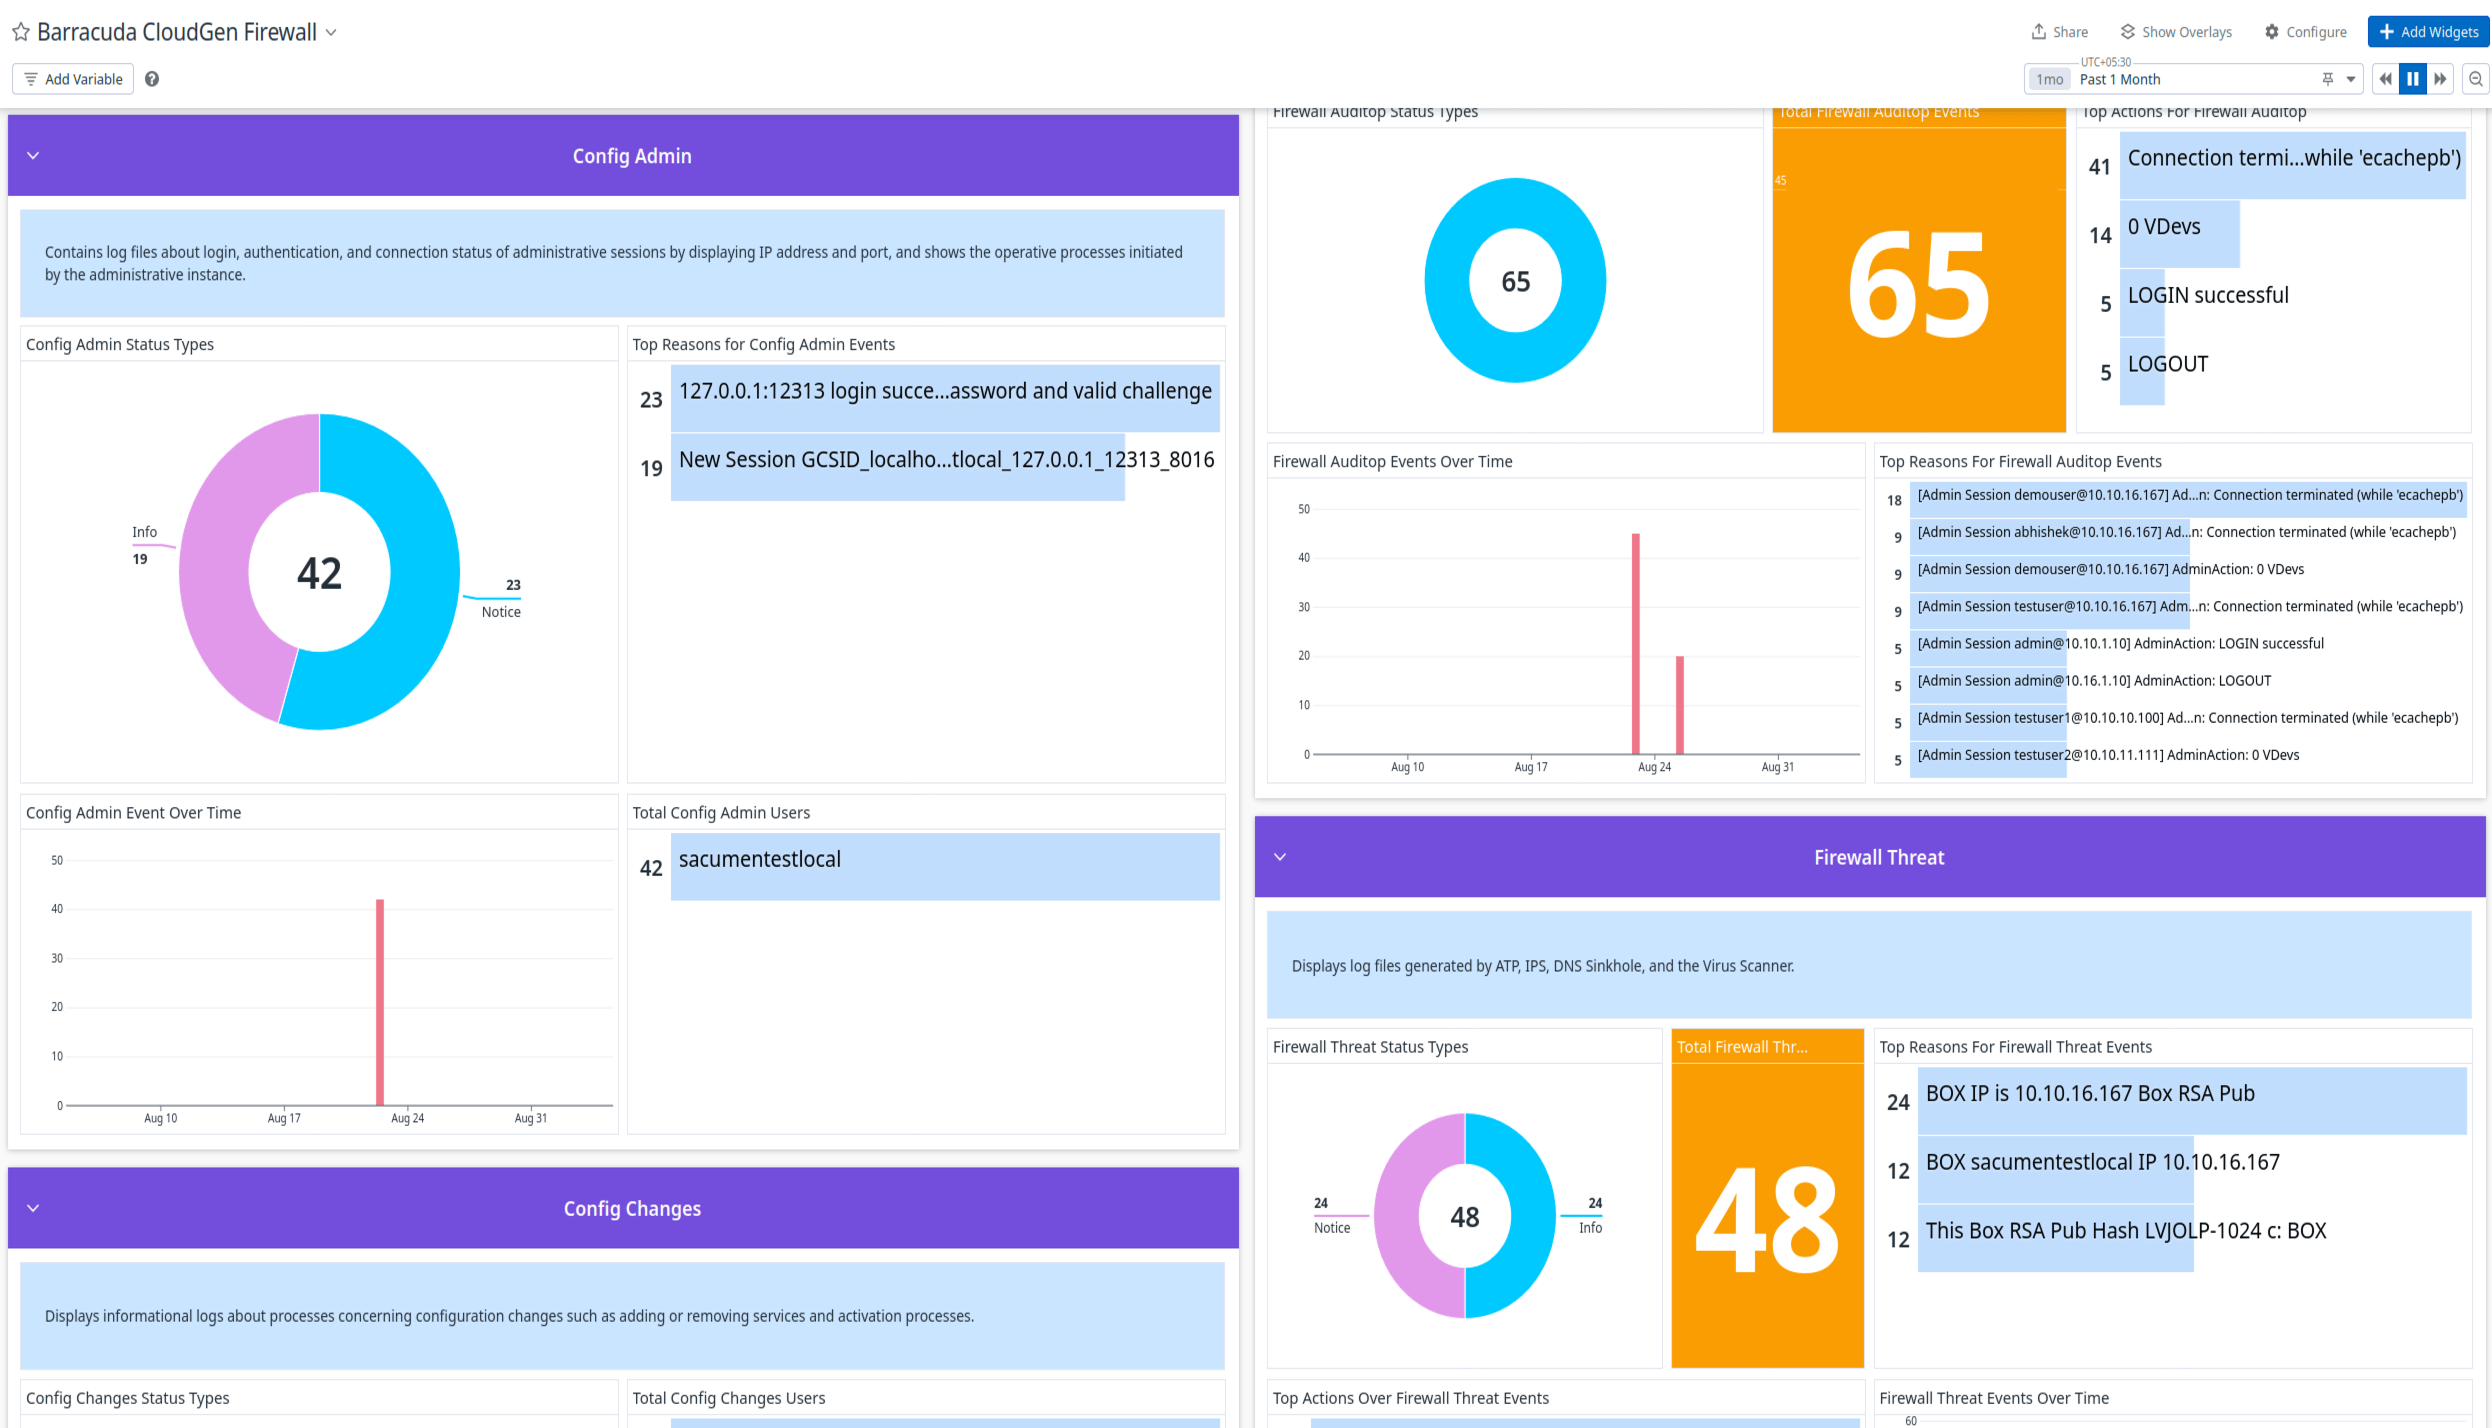 Barracuda CloudGen Firewall
Share
Show Overlays
Configure
Add Widgets
Add Variable
UTC+05:30
1mo
Past 1 Month
Config Admin
Contains log files about login, authentication, and connection status of administrative sessions by displaying IP address and port, and shows the operative processes initiated
by the administrative instance.
Config Admin Status Types
Info
19
42
23
Notice
Top Reasons for Config Admin Events
23 127.0.0.1:12313 login succe...assword and valid challenge
19 New Session GCSID_localho...tlocal_127.0.0.1_12313_8016
Config Admin Event Over Time
50
40
30
20
10
0
Aug 10 Aug 17 Aug 24 Aug 31
Total Config Admin Users
42 sacumentestlocal
Config Changes
Displays informational logs about processes concerning configuration changes such as adding or removing services and activation processes.
Config Changes Status Types
Total Config Changes Users
Firewall Auditop Status Types
65
Total Firewall Auditop Events
45
65
Top Actions For Firewall Auditop
41 Connection termi...while 'ecachepb')
14 0 VDevs
5 LOGIN successful
5 LOGOUT
Firewall Auditop Events Over Time
50
40
30
20
10
0
Aug 10 Aug 17 Aug 24 Aug 31
Top Reasons For Firewall Auditop Events
18 [Admin Session demouser@10.10.16.167] Ad...n: Connection terminated (while 'ecachepb')
9 [Admin Session abhishek@10.10.16.167] Ad...n: Connection terminated (while 'ecachepb')
9 [Admin Session demouser@10.10.16.167] AdminAction: 0 VDevs
9 [Admin Session testuser@10.10.16.167] Adm...n: Connection terminated (while 'ecachepb')
5 [Admin Session admin@10.10.1.10] AdminAction: LOGIN successful
5 [Admin Session admin@10.16.1.10] AdminAction: LOGOUT
5 [Admin Session testuser1@10.10.10.100] Ad...n: Connection terminated (while 'ecachepb')
5 [Admin Session testuser2@10.10.11.111] AdminAction: 0 VDevs
Firewall Threat
Displays log files generated by ATP, IPS, DNS Sinkhole, and the Virus Scanner.
Firewall Threat Status Types
24
Notice
48
24
Info
Total Firewall Thr...
48
Top Reasons For Firewall Threat Events
24 BOX IP is 10.10.16.167 Box RSA Pub
12 BOX sacumentestlocal IP 10.10.16.167
12 This Box RSA Pub Hash LVJOLP-1024 c: BOX
Top Actions Over Firewall Threat Events
Firewall Threat Events Over Time
60